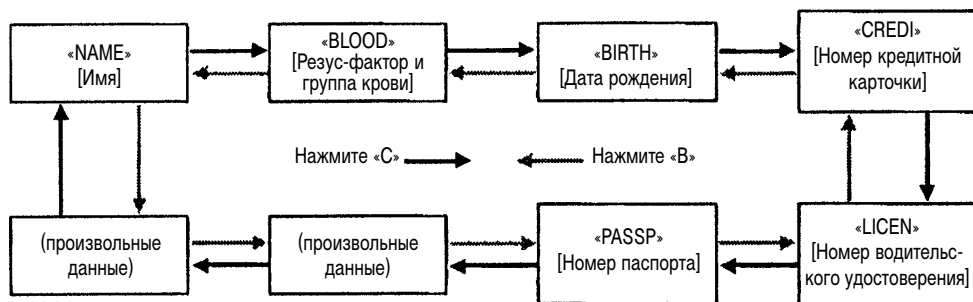 «NAME»
[Имя]
«BLOOD»
[Резус-фактор и
группа крови]
«BIRTH»
[Дата рождения]
«CREDI»
[Номер кредитной
карточки]
Нажмите «C»
Нажмите «B»
(произвольные
данные)
(произвольные
данные)
«PASSP»
[Номер паспорта]
«LICEN»
[Номер водительс-
кого удостоверения]